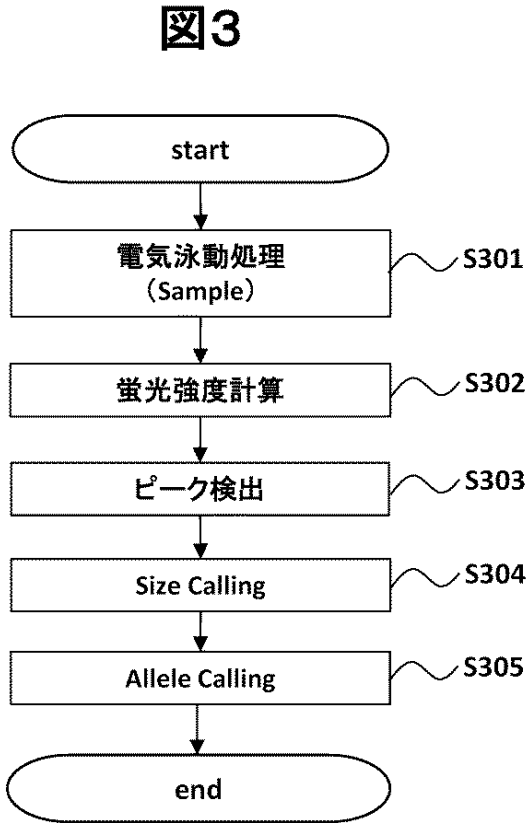 図3
start
電気泳動処理
（Sample）
S301
蛍光強度計算
S302
ピーク検出
S303
Size Calling
S304
Allele Calling
S305
end